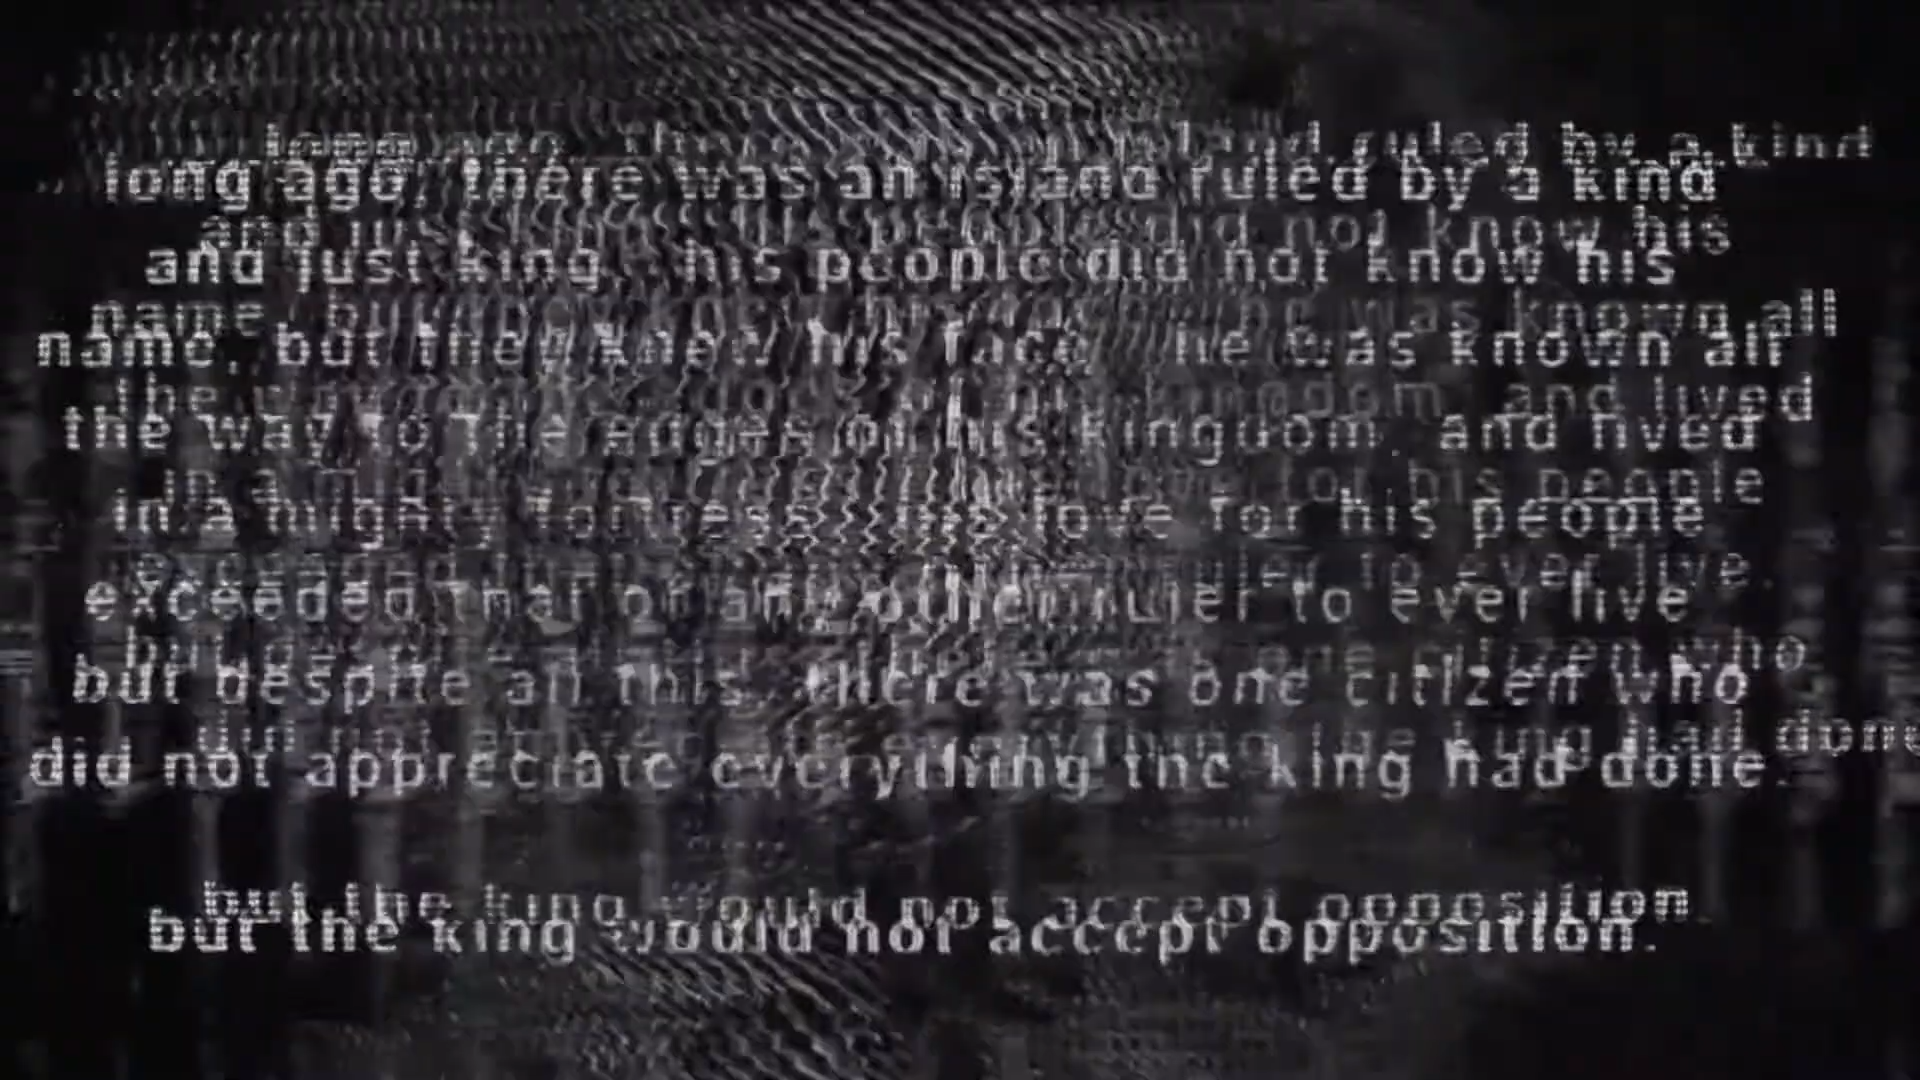 long ago, there was an island ruled by a kind
and just king. his people did not know his
name, but they knew his face. he was known all
the way to the edges of his kingdom, and lived
in a mighty fortress. his love for his people
exceeded that of any other ruler to ever live.
but despite all this, there was one citizen who
did not appreciate everything the king had done.
but the king would not accept opposition.